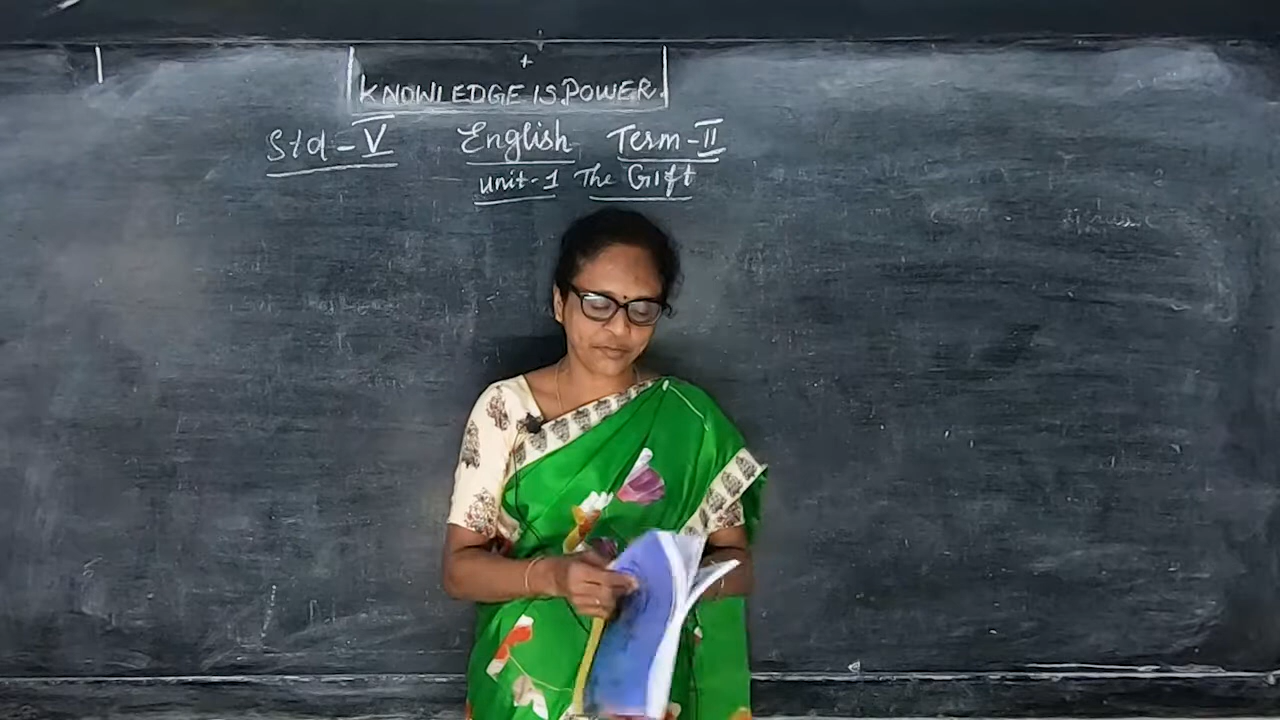 KNOWLEDGE IS POWER.
Std - V English Term - II
Unit - 1 The Gift